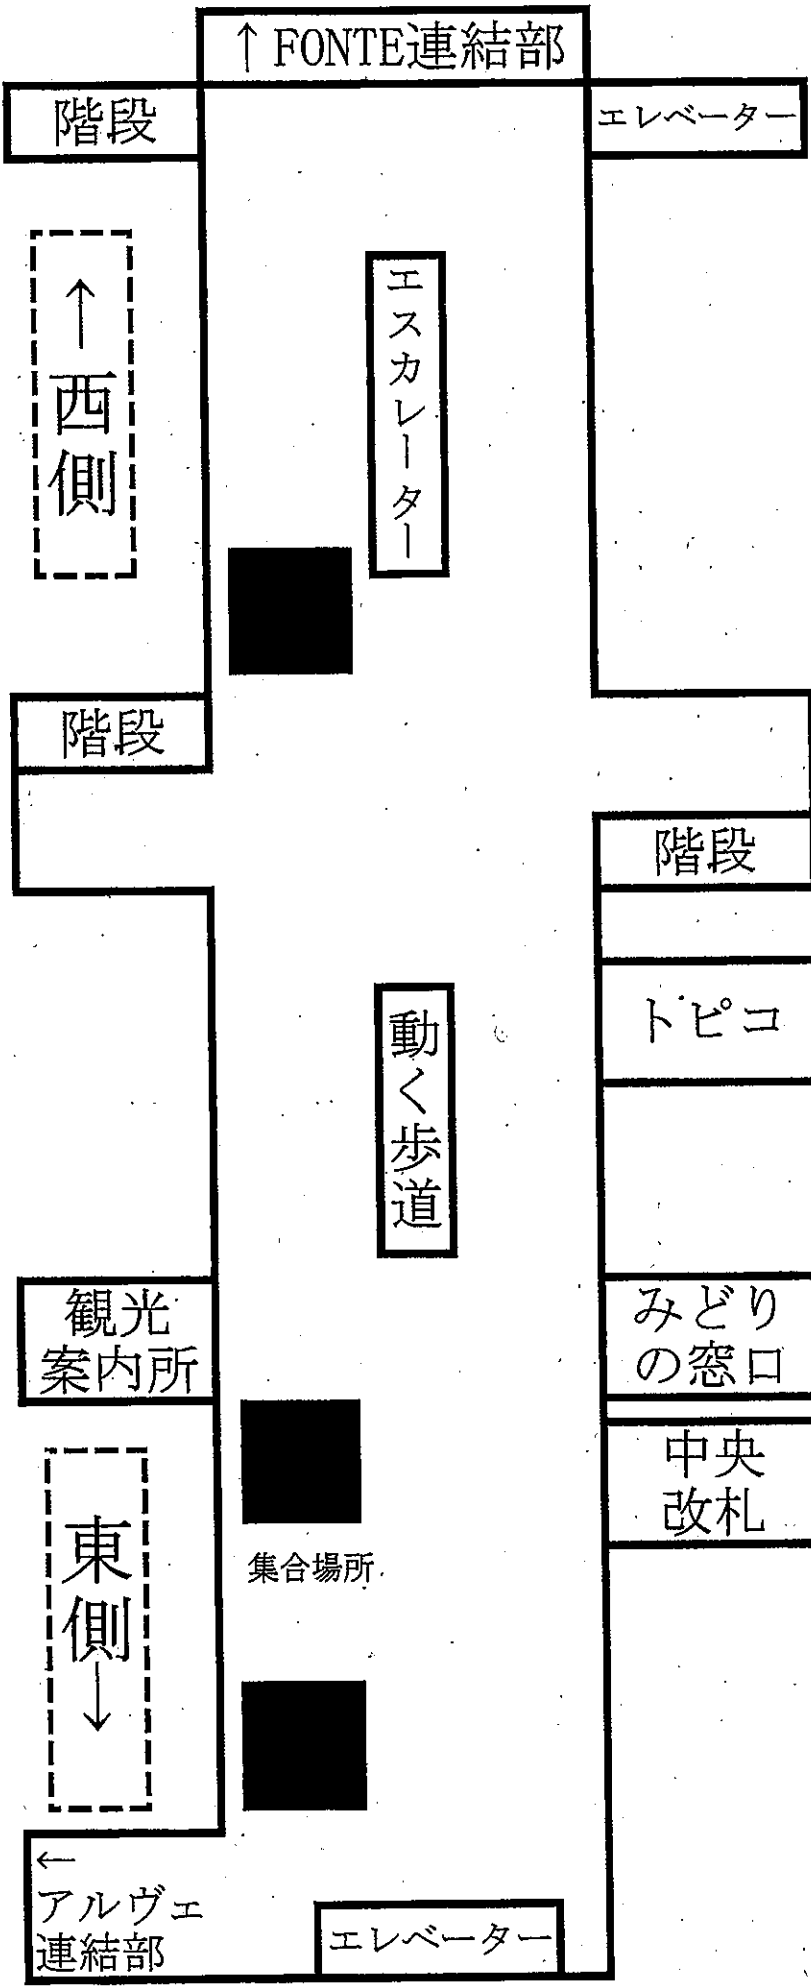 ↑ FONTE連結部
階段
エレベーター
エスカレーター
↑西側
階段
階段
トピコ
動く歩道
観光
案内所
みどり
の窓口
中央
改札
集合場所
東側↓
←
アルヴェ
連結部
エレベーター